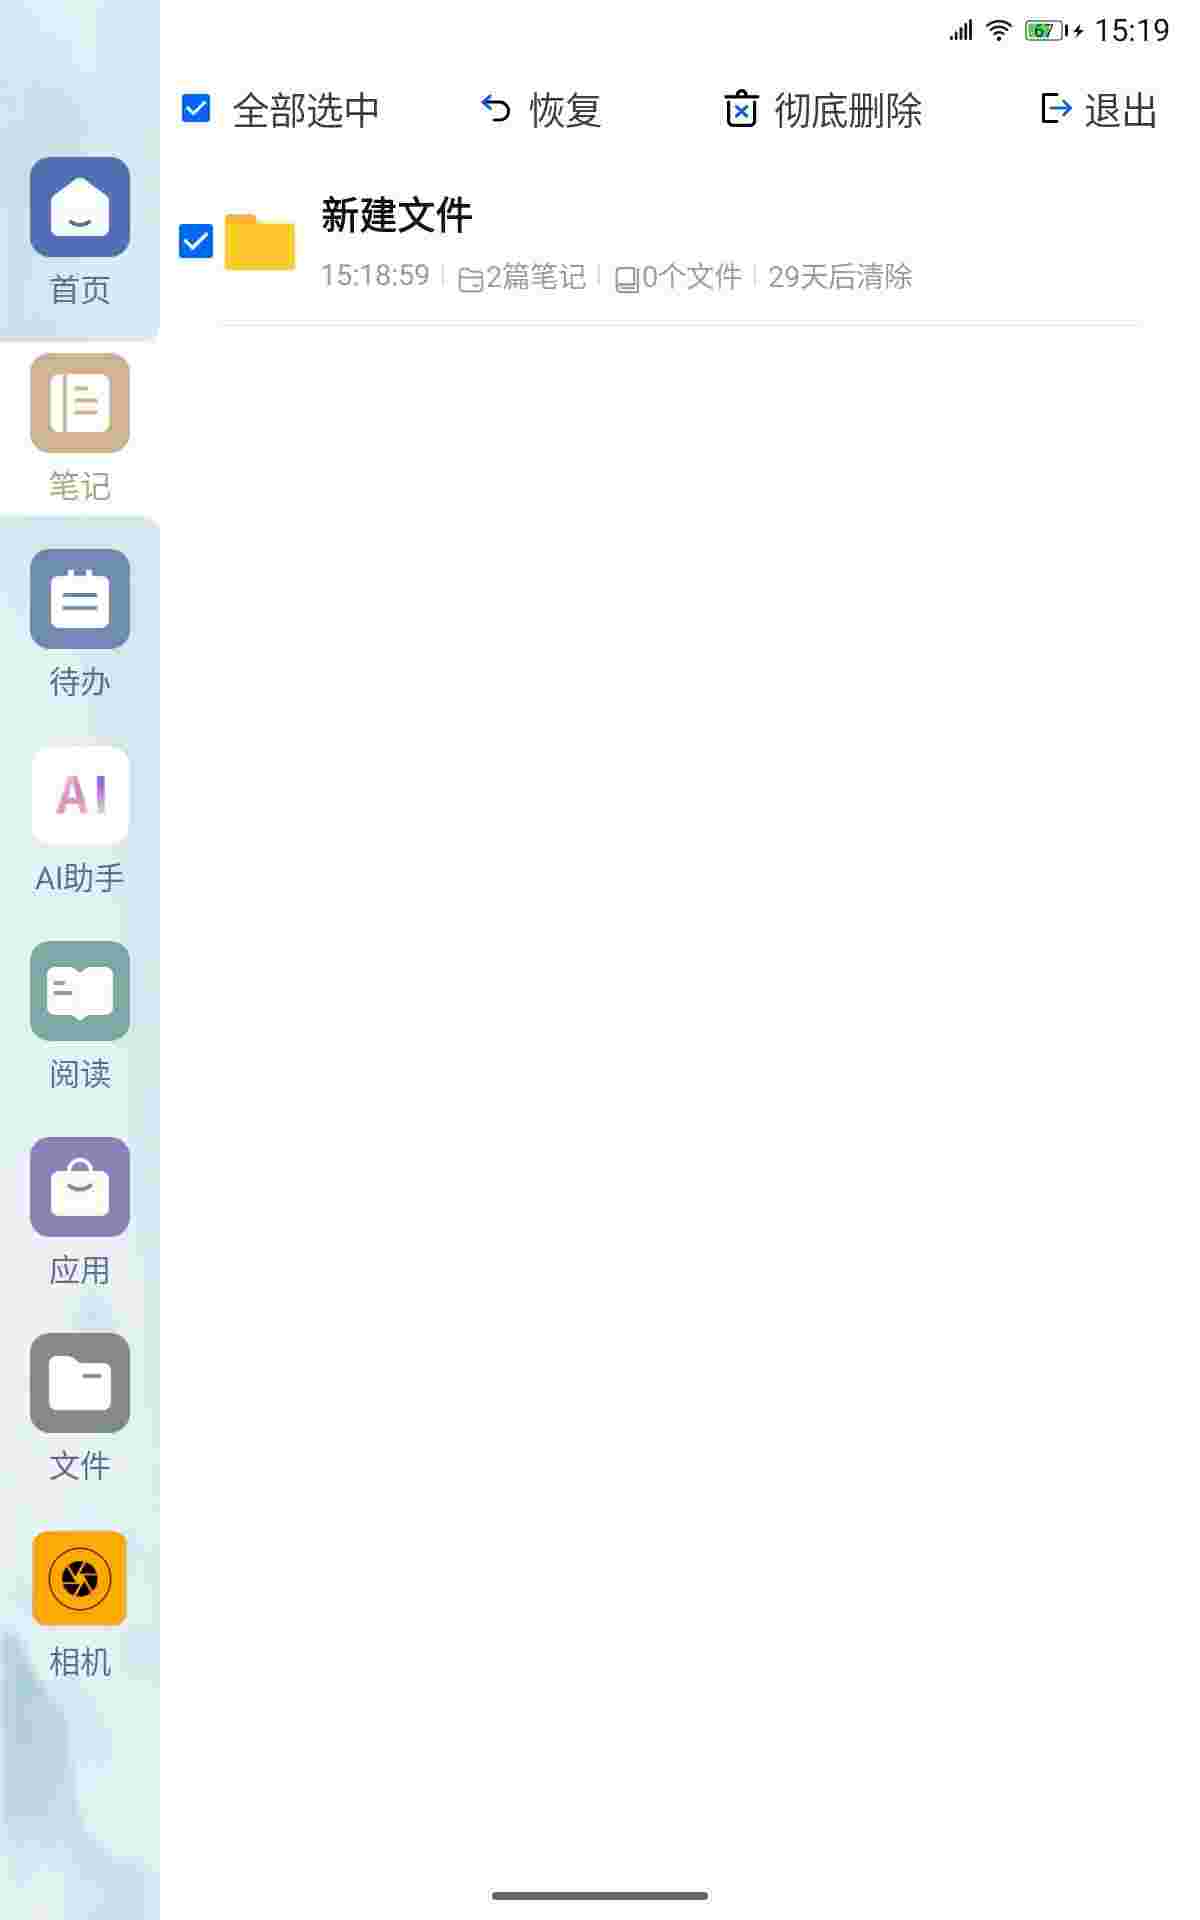 67 15:19
全部选中 恢复 彻底删除 退出
新建文件
15:18:59 2篇笔记 0个文件 29天后清除
首页
笔记
待办
AI
AI助手
阅读
应用
文件
相机